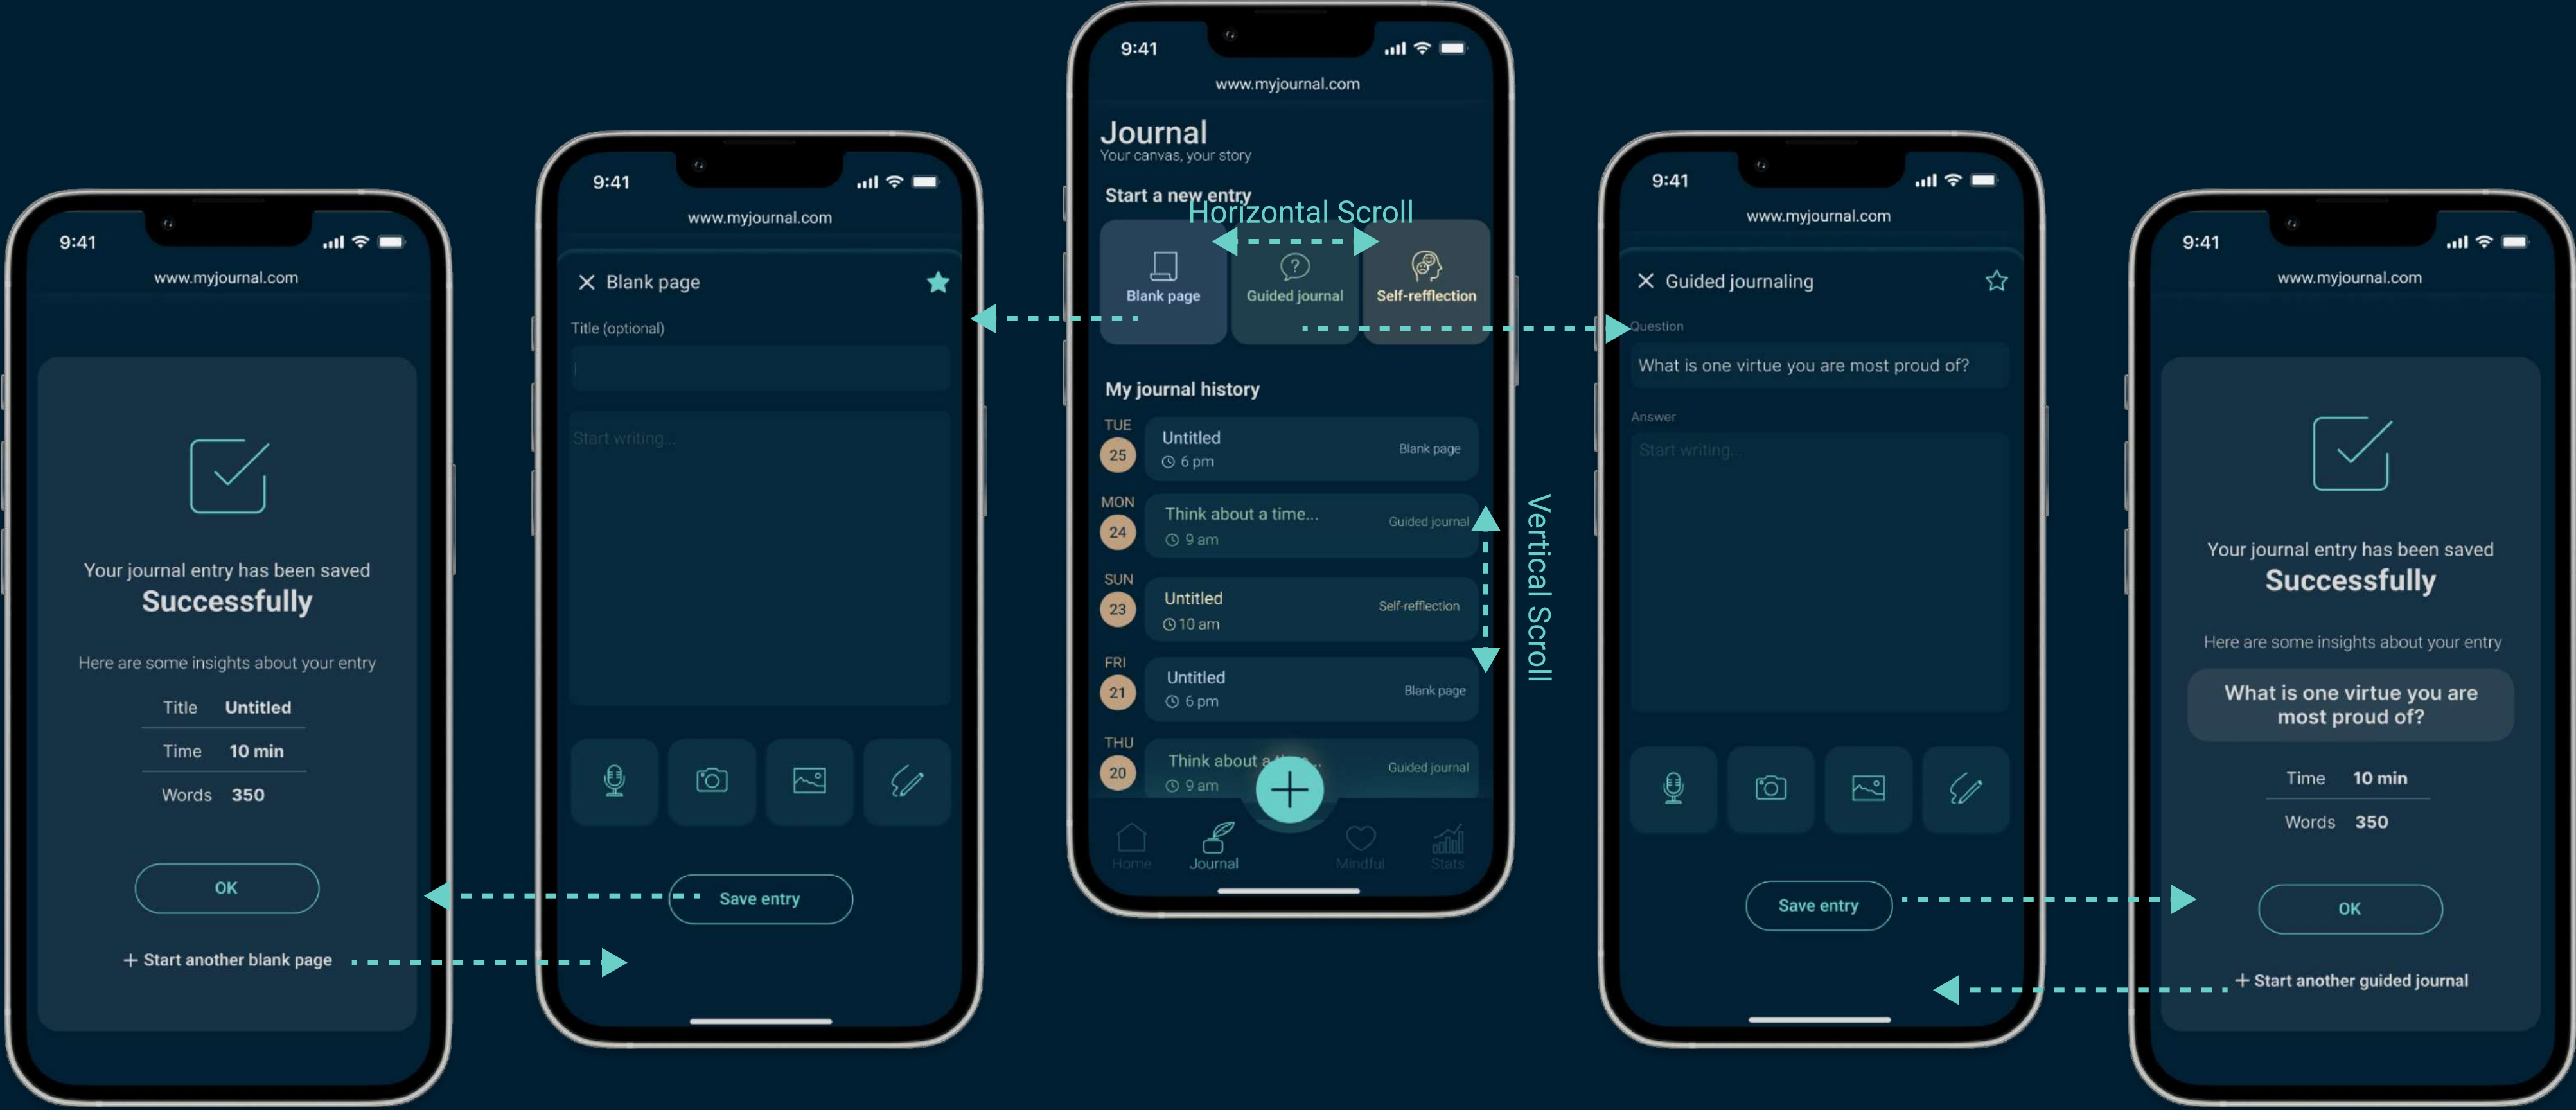 9:41
www.myjournal.com
Your journal entry has been saved
Successfully
Here are some insights about your entry
Title Untitled
Time 10 min
Words 350
OK
+ Start another blank page
9:41
www.myjournal.com
Blank page
Title (optional)
Start writing...
Save entry
9:41
www.myjournal.com
Journal
Your canvas, your story
Start a new entry
Horizontal Scroll
Blank page
Guided journal
Self-refflection
My journal history
TUE
25
Untitled
6 pm
Blank page
MON
24
Think about a time...
9 am
Guided journal
SUN
23
Untitled
10 am
Self-refflection
FRI
21
Untitled
6 pm
Blank page
THU
20
Think about a
9 am
Guided journal
Vertical Scroll
Home
Journal
Mindful
Stats
9:41
www.myjournal.com
Guided journaling
Question
What is one virtue you are most proud of?
Answer
Start writing...
Save entry
9:41
www.myjournal.com
Your journal entry has been saved
Successfully
Here are some insights about your entry
What is one virtue you are
most proud of?
Time 10 min
Words 350
OK
+ Start another guided journal